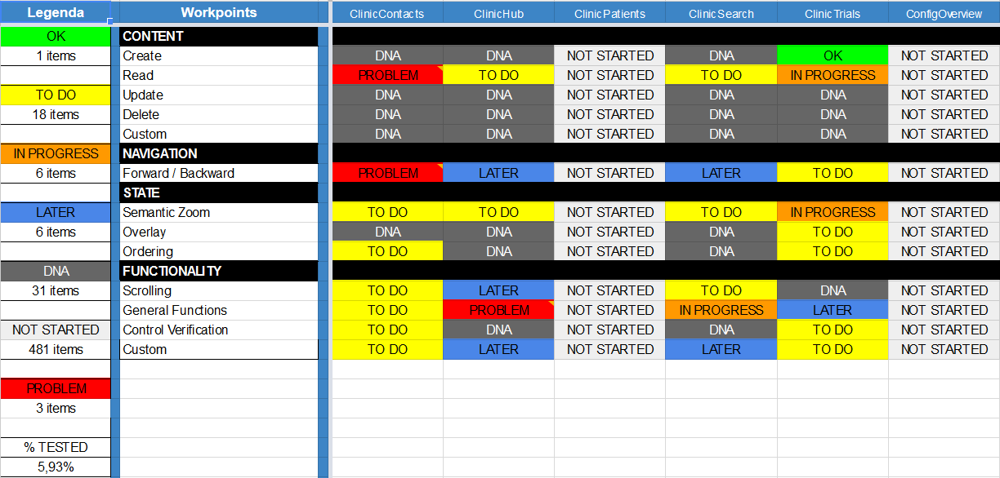 Legenda Workpoints ClinicContacts ClinicHub ClinicPatients ClinicSearch ClinicTrials ConfigOverview
OK CONTENT
1 items Create DNA DNA NOT STARTED DNA OK NOT STARTED
Read PROBLEM TO DO NOT STARTED TO DO IN PROGRESS NOT STARTED
TO DO Update DNA DNA NOT STARTED DNA DNA NOT STARTED
18 items Delete DNA DNA NOT STARTED DNA DNA NOT STARTED
Custom DNA DNA NOT STARTED DNA DNA NOT STARTED
IN PROGRESS NAVIGATION
6 items Forward / Backward PROBLEM LATER NOT STARTED LATER TO DO NOT STARTED
STATE
LATER Semantic Zoom TO DO TO DO NOT STARTED TO DO IN PROGRESS NOT STARTED
6 items Overlay DNA DNA NOT STARTED DNA TO DO NOT STARTED
Ordering TO DO DNA NOT STARTED DNA TO DO NOT STARTED
DNA FUNCTIONALITY
31 items Scrolling TO DO LATER NOT STARTED TO DO DNA NOT STARTED
General Functions TO DO PROBLEM NOT STARTED IN PROGRESS LATER NOT STARTED
NOT STARTED Control Verification TO DO DNA NOT STARTED DNA TO DO NOT STARTED
481 items Custom TO DO LATER NOT STARTED LATER TO DO NOT STARTED
PROBLEM
3 items
% TESTED
5,93%